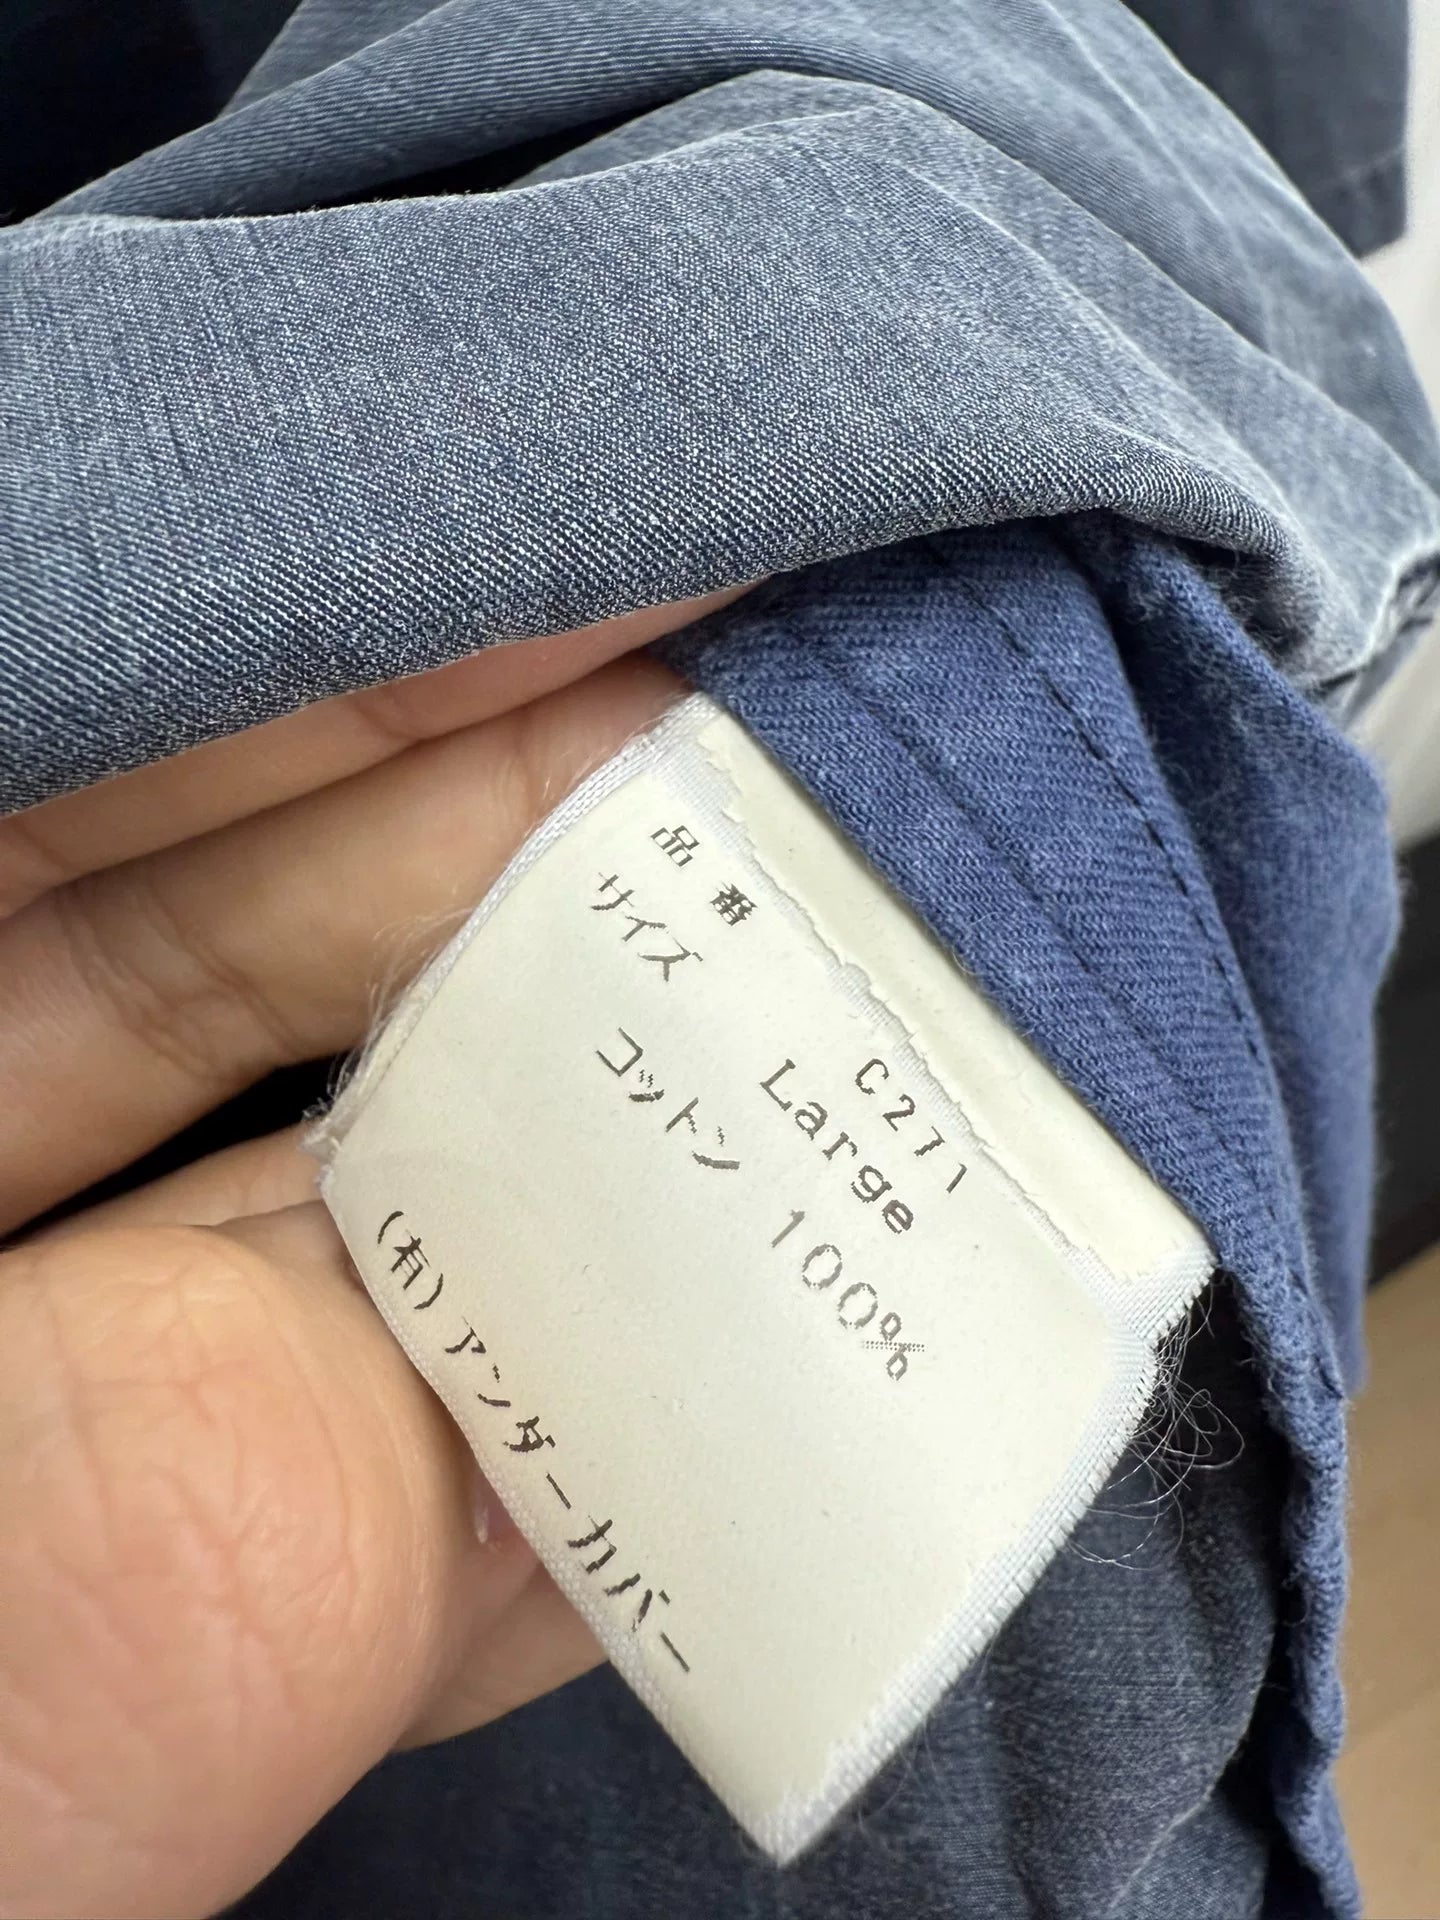 品番 C271
サイズ Large
コットン 100%
(有)アンダーカバー